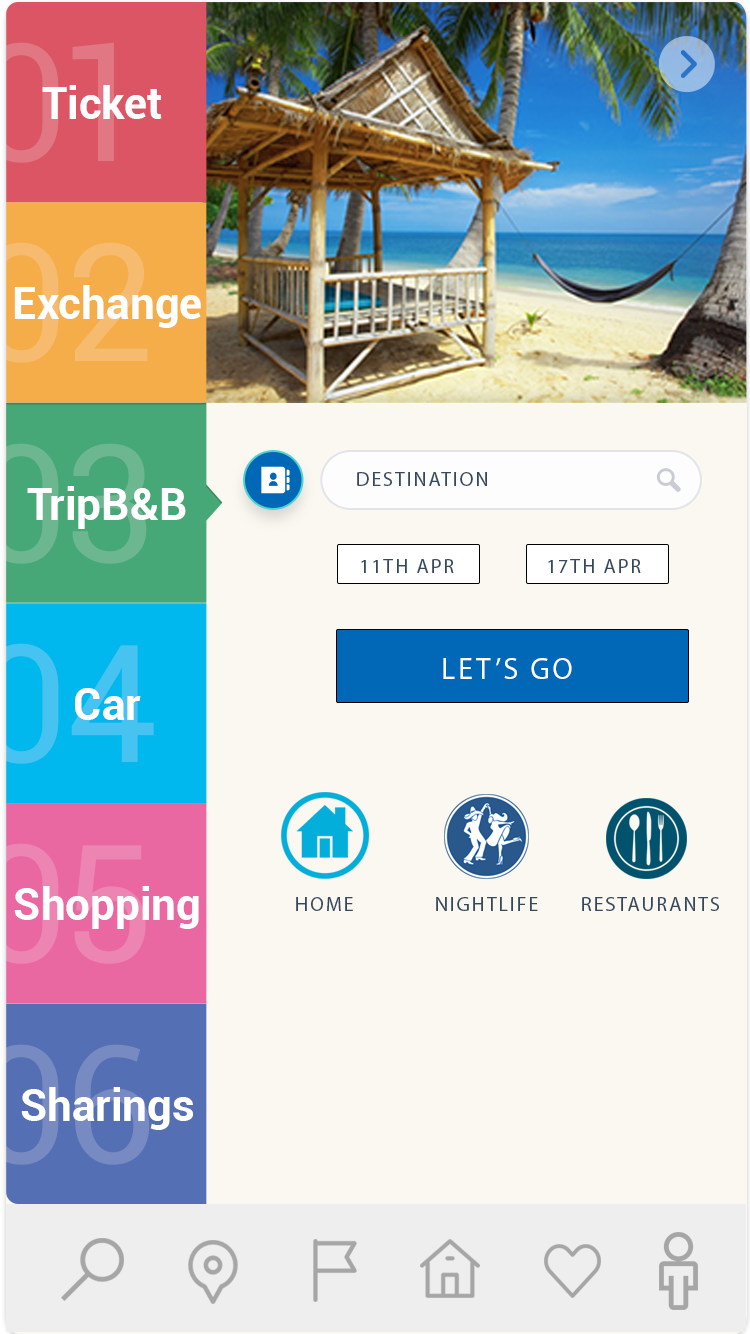 01
Ticket
02
Exchange
03
TripB&B
DESTINATION
11TH APR
17TH APR
LET'S GO
04
Car
05
Shopping
HOME
NIGHTLIFE
RESTAURANTS
06
Sharings